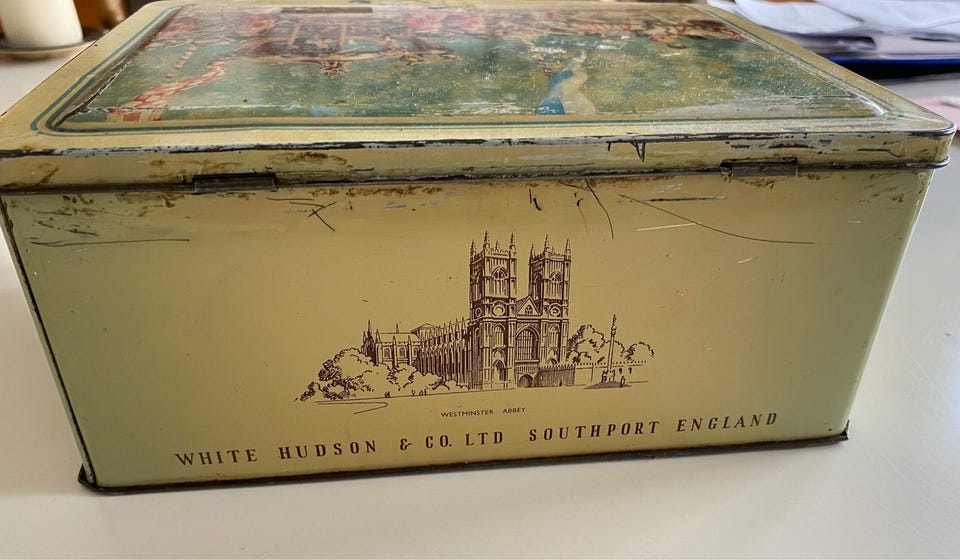 WESTMINSTER ABBEY
WHITE HUDSON & CO. LTD SOUTHPORT ENGLAND